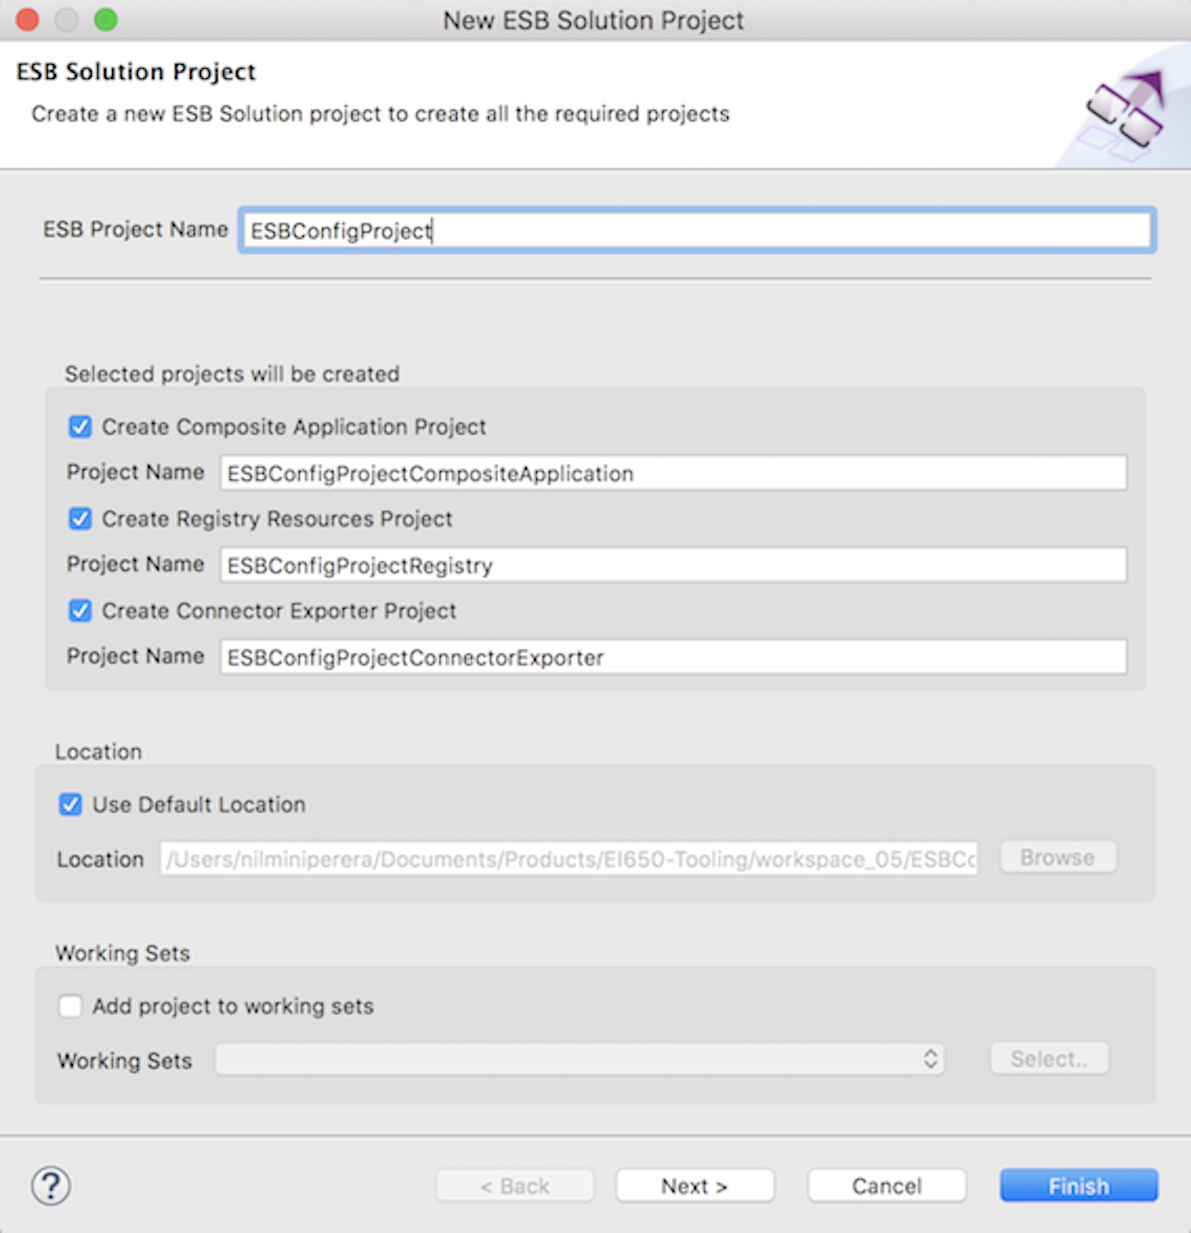 New ESB Solution Project
ESB Solution Project
Create a new ESB Solution project to create all the required projects
ESB Project Name ESBConfigProject
Selected projects will be created
Create Composite Application Project
Project Name ESBConfigProjectCompositeApplication
Create Registry Resources Project
Project Name ESBConfigProjectRegistry
Create Connector Exporter Project
Project Name ESBConfigProjectConnectorExporter
Location
Use Default Location
Location /Users/nilminiperera/Documents/Products/EI650-Tooling/workspace_05/ESBCo Browse
Working Sets
Add project to working sets
Working Sets Select..
? < Back Next > Cancel Finish